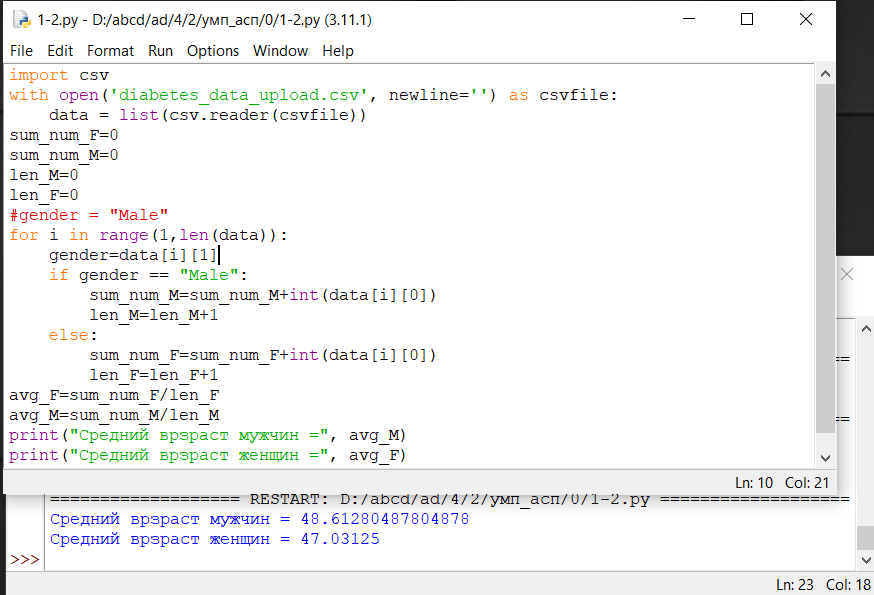 1-2.py - D:/abcd/ad/4/2/умп_асп/0/1-2.py (3.11.1)
File Edit Format Run Options Window Help
import csv
with open('diabetes_data_upload.csv', newline='') as csvfile:
    data = list(csv.reader(csvfile))
sum_num_F=0
sum_num_M=0
len_M=0
len_F=0
#gender = "Male"
for i in range(1,len(data)):
    gender=data[i][1]
    if gender == "Male":
        sum_num_M=sum_num_M+int(data[i][0])
        len_M=len_M+1
    else:
        sum_num_F=sum_num_F+int(data[i][0])
        len_F=len_F+1
avg_F=sum_num_F/len_F
avg_M=sum_num_M/len_M
print("Средний врзраст мужчин =", avg_M)
print("Средний врзраст женщин =", avg_F)
Ln: 10 Col: 21
==
==
=================== RESTART: D:/abcd/ad/4/2/умп_асп/0/1-2.py ===================
Средний врзраст мужчин = 48.61280487804878
Средний врзраст женщин = 47.03125
>>>
Ln: 23 Col: 18